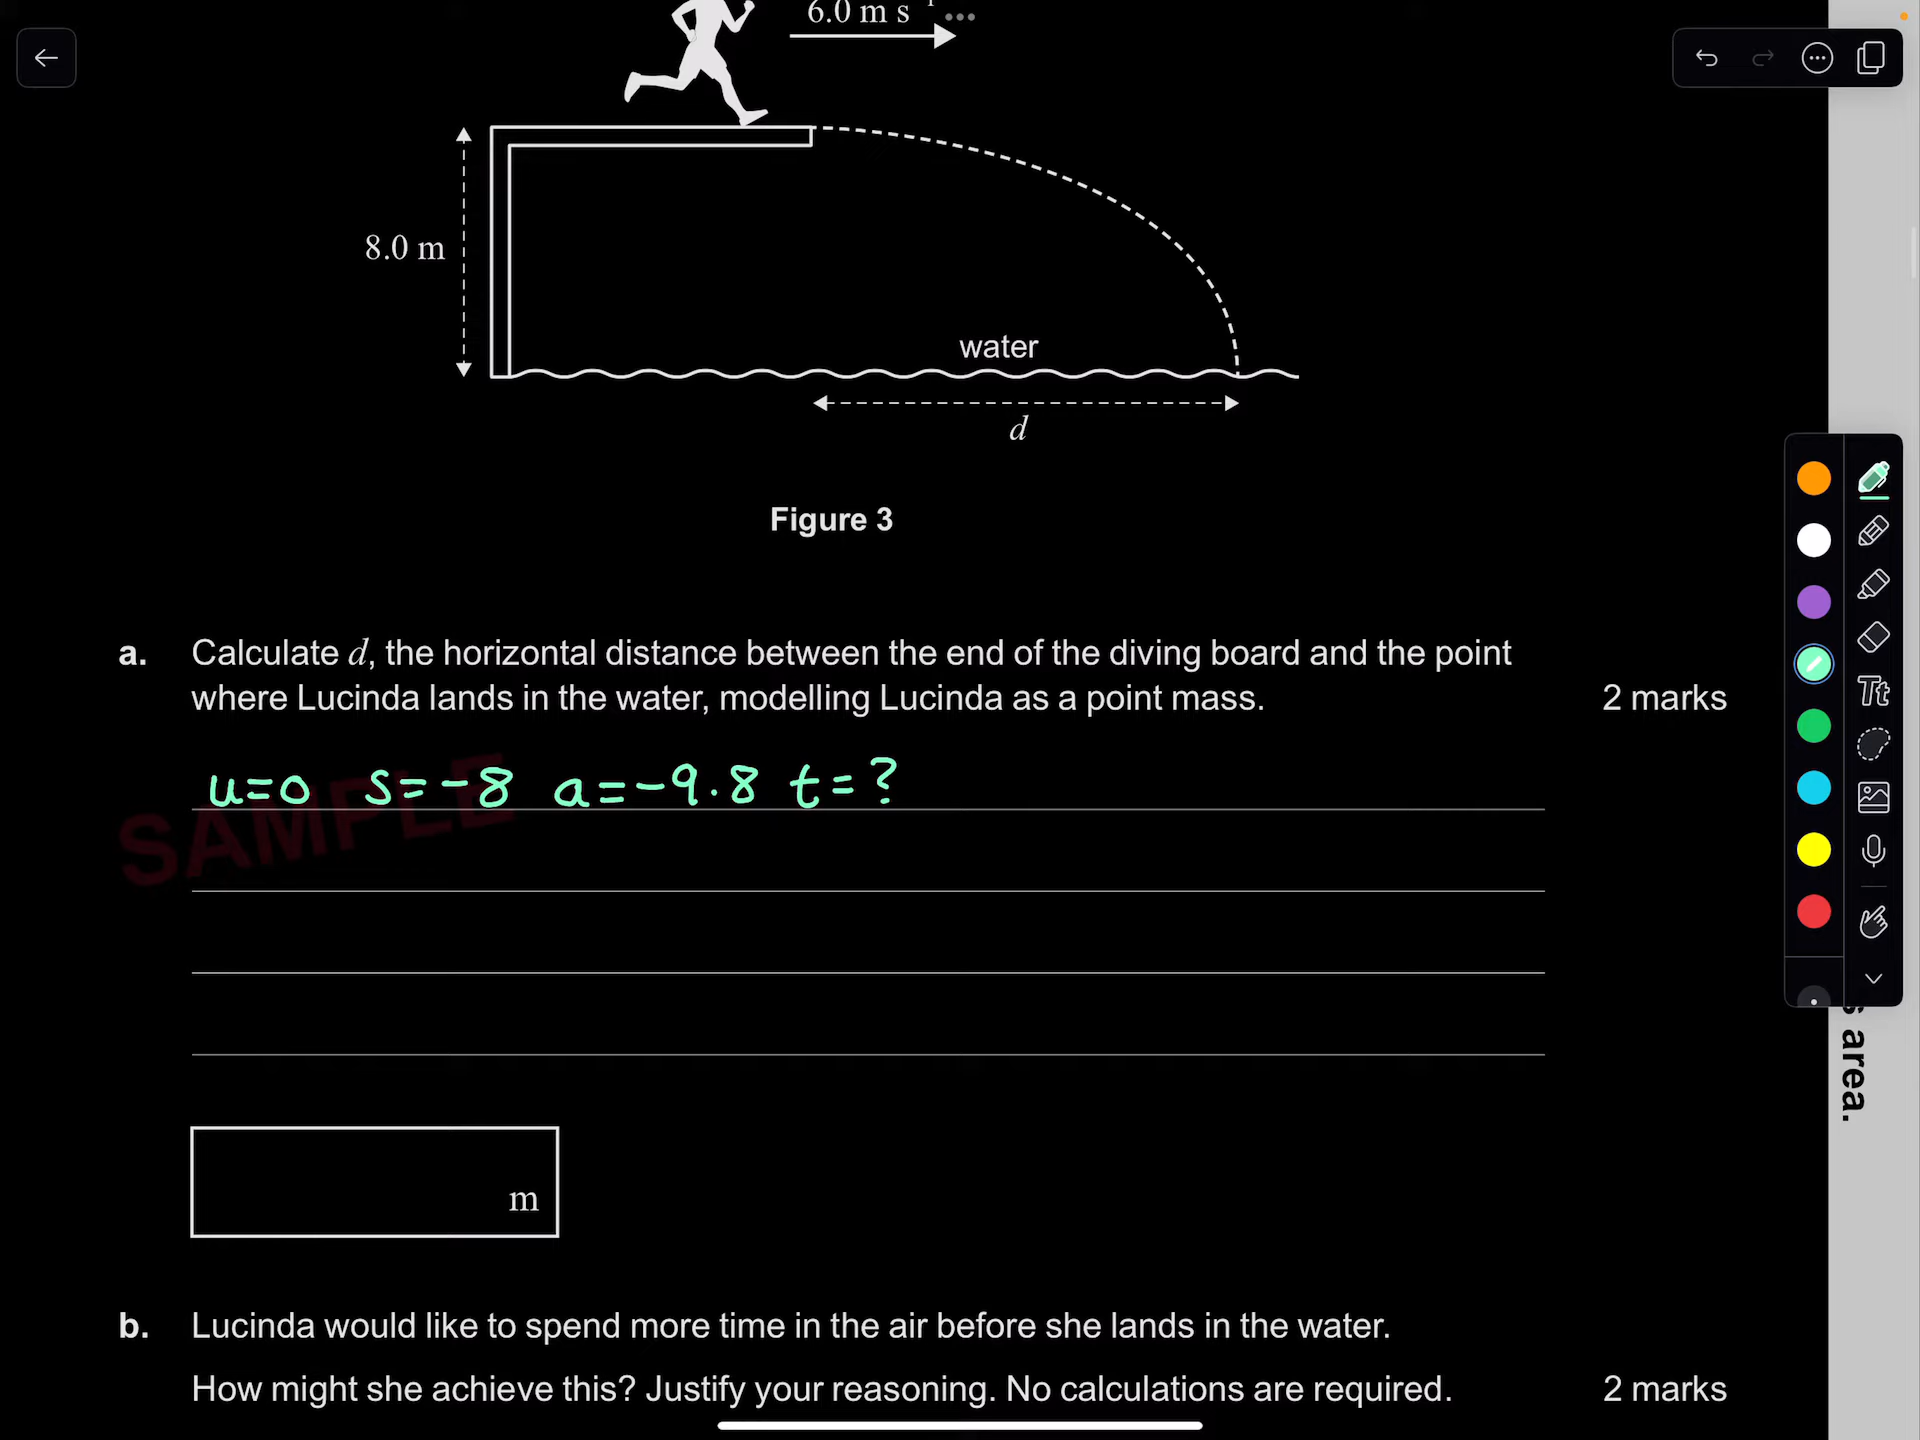 6.0 m s
8.0 m
water
d
Figure 3
a. Calculate d, the horizontal distance between the end of the diving board and the point
where Lucinda lands in the water, modelling Lucinda as a point mass. 2 marks
u=0 s=-8 a=-9.8 t=?
SAMPLE
m
b. Lucinda would like to spend more time in the air before she lands in the water.
How might she achieve this? Justify your reasoning. No calculations are required. 2 marks
Tt
area.